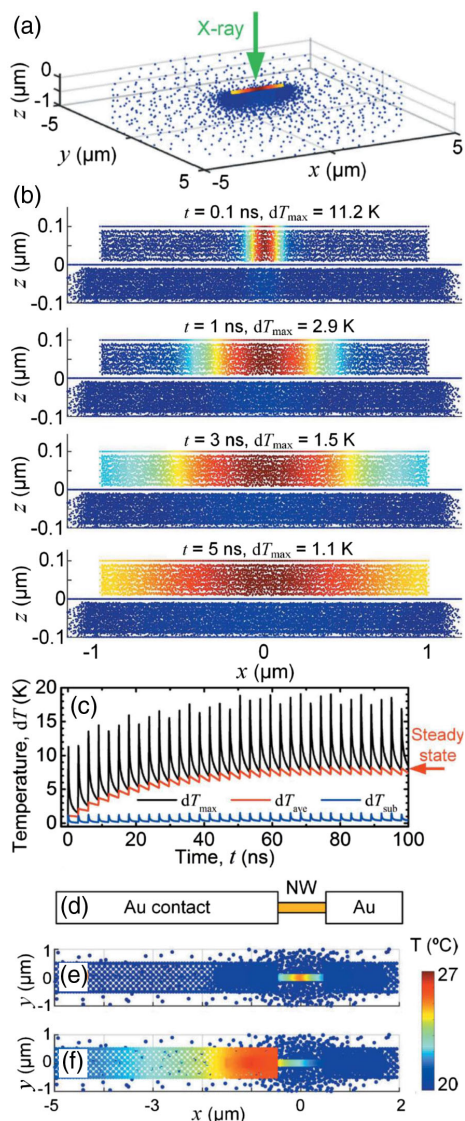 (a)
X-ray
z (μm)
0
-1
-5
y (μm)
5
-5
x (μm)
5
(b)
t = 0.1 ns, dTmax = 11.2 K
z (μm)
0.1
0
-0.1
t = 1 ns, dTmax = 2.9 K
z (μm)
0.1
0
-0.1
t = 3 ns, dTmax = 1.5 K
z (μm)
0.1
0
-0.1
t = 5 ns, dTmax = 1.1 K
z (μm)
0.1
0
-0.1
-1 0 1
x (μm)
(c)
Temperature, dT (K)
20
15
10
5
0
Steady
state
dTmax dTave dTsub
0 20 40 60 80 100
Time, t (ns)
(d)
NW
Au contact Au
T (ºC)
27
20
(e)
y (μm)
1
0
-1
(f)
y (μm)
1
0
-1
-5 -3 0 2
x (μm)